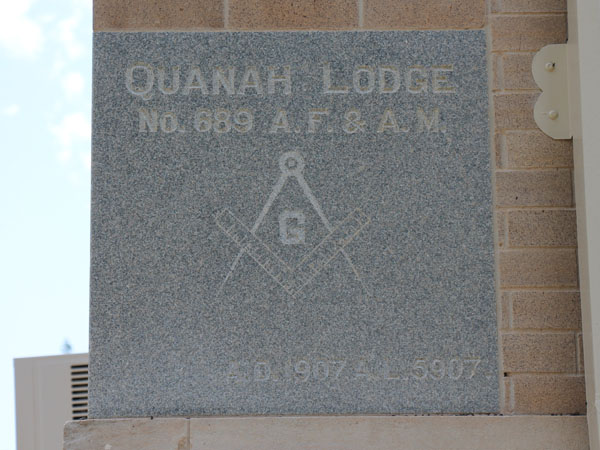 QUANAH LODGE
NO. 689 A. F. & A. M.
G
A.D. 1907 A.L. 5907.